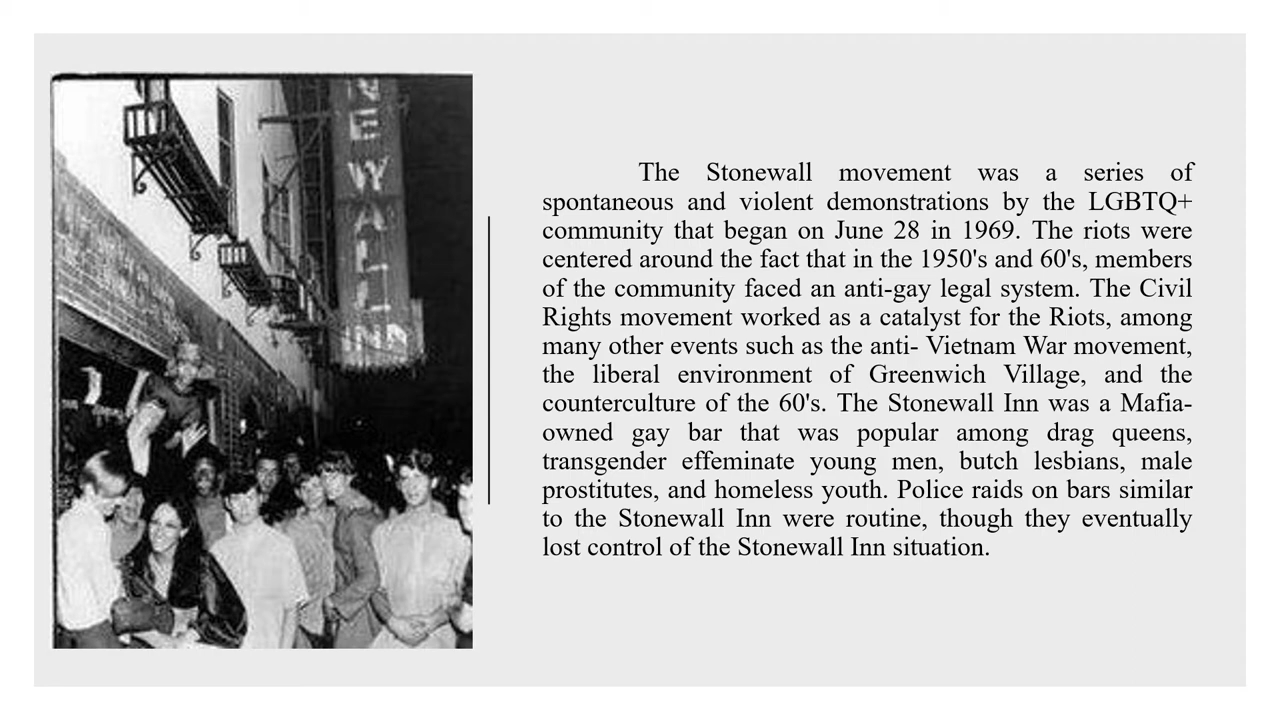 NEWALL
INN
The Stonewall movement was a series of
spontaneous and violent demonstrations by the LGBTQ+
community that began on June 28 in 1969. The riots were
centered around the fact that in the 1950's and 60's, members
of the community faced an anti-gay legal system. The Civil
Rights movement worked as a catalyst for the Riots, among
many other events such as the anti- Vietnam War movement,
the liberal environment of Greenwich Village, and the
counterculture of the 60's. The Stonewall Inn was a Mafia-
owned gay bar that was popular among drag queens,
transgender effeminate young men, butch lesbians, male
prostitutes, and homeless youth. Police raids on bars similar
to the Stonewall Inn were routine, though they eventually
lost control of the Stonewall Inn situation.